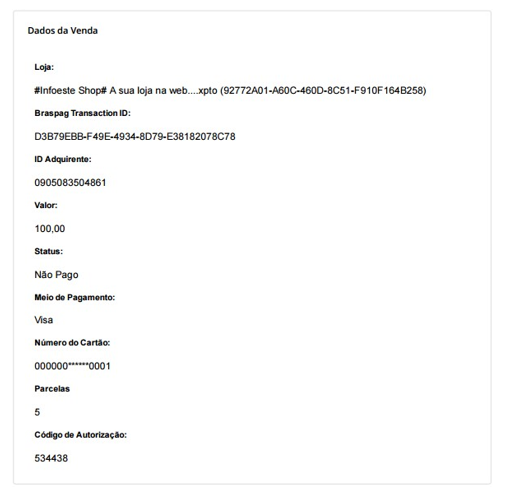 Dados da Venda
Loja:
#Infoeste Shop# A sua loja na web....xpto (92772A01-A60C-460D-8C51-F910F164B258)
Braspag Transaction ID:
D3B79EBB-F49E-4934-8D79-E38182078C78
ID Adquirente:
0905083504861
Valor:
100,00
Status:
Não Pago
Meio de Pagamento:
Visa
Número do Cartão:
000000******0001
Parcelas
5
Código de Autorização:
534438